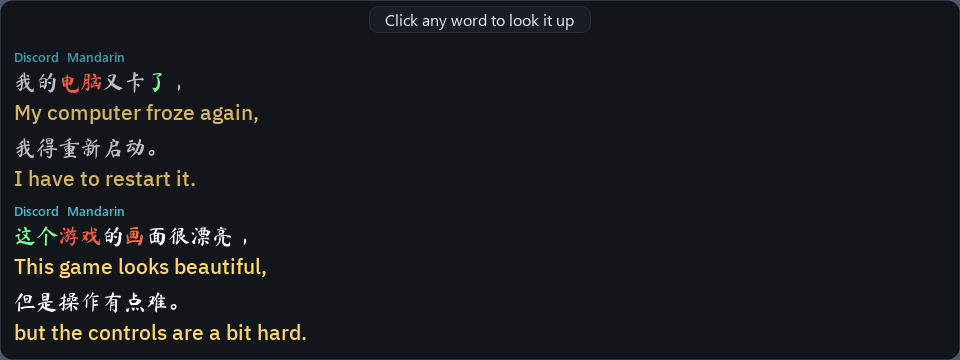 Click any word to look it up
Discord Mandarin
我的电脑又卡了，
My computer froze again,
我得重新启动。
I have to restart it.
Discord Mandarin
这个游戏的画面很漂亮，
This game looks beautiful,
但是操作有点难。
but the controls are a bit hard.